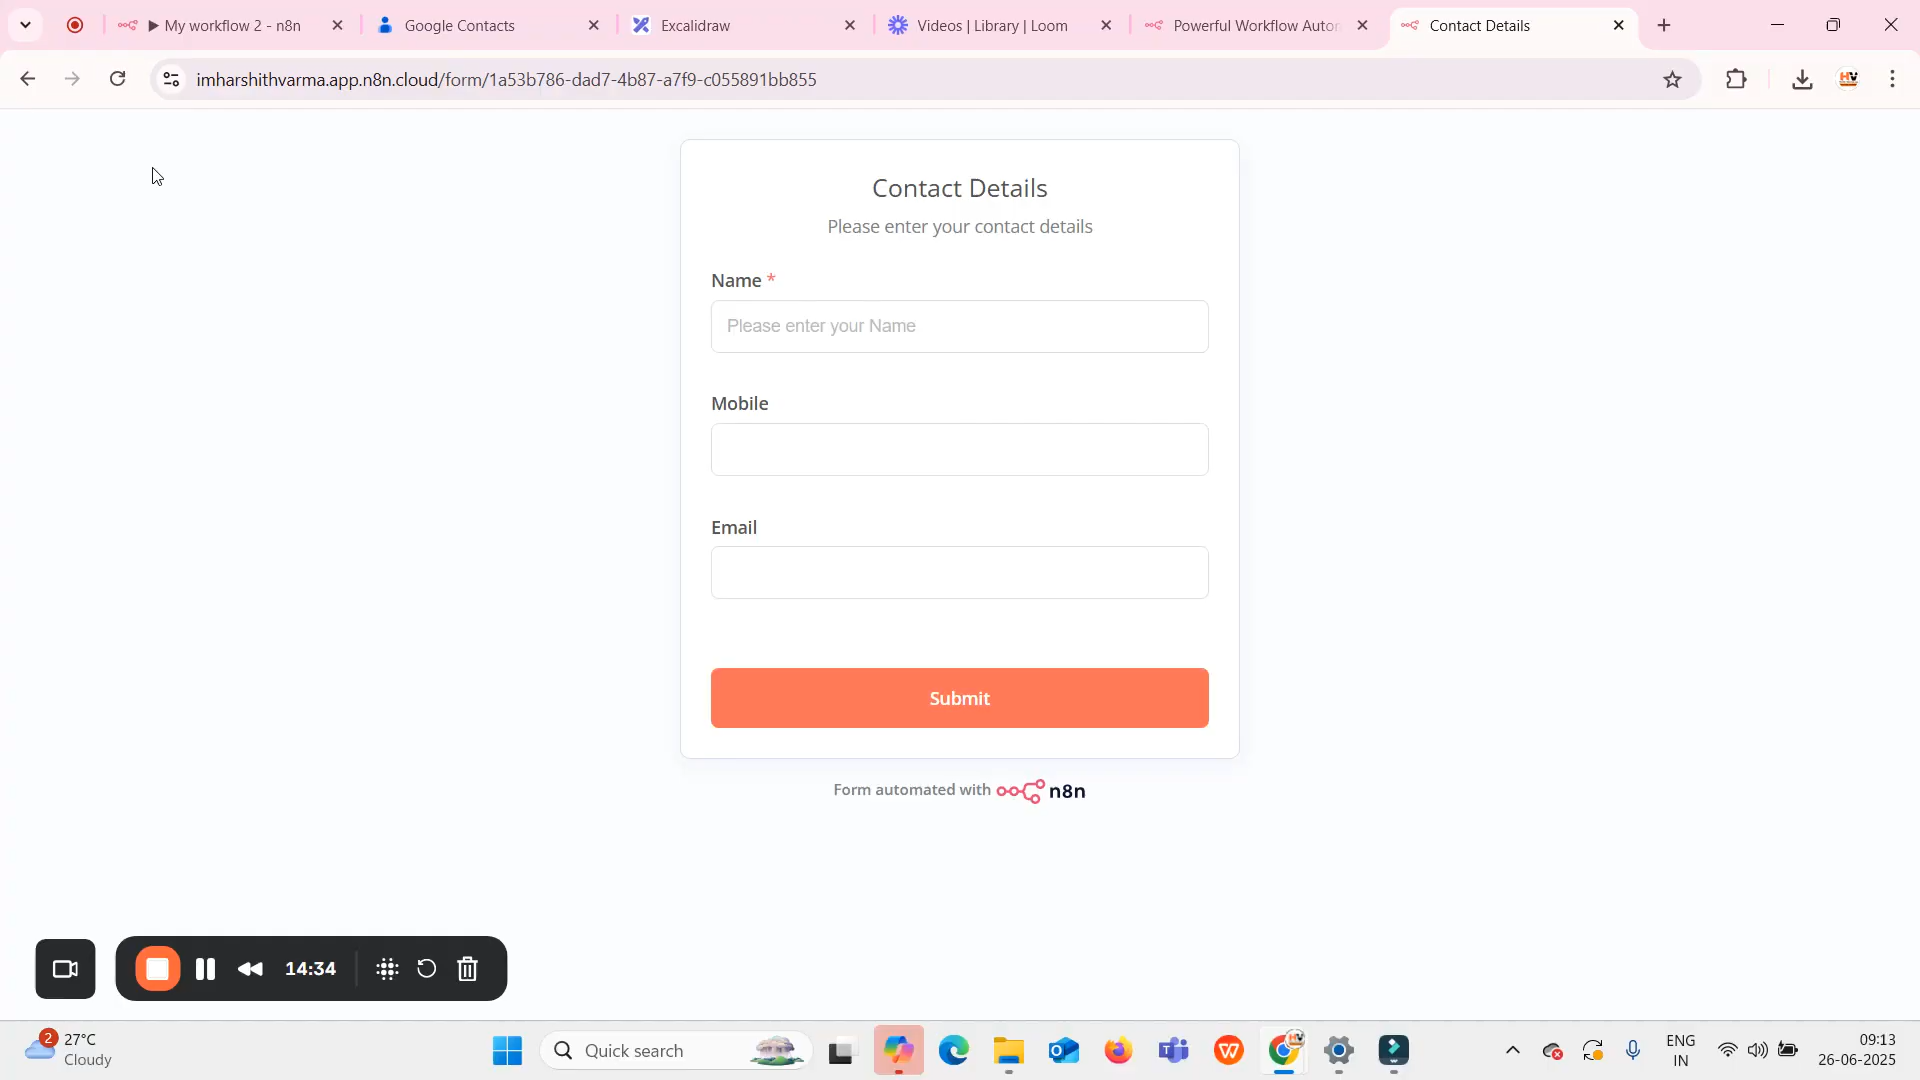 My workflow 2 - n8n
Google Contacts
Excalidraw
Videos | Library | Loom
Powerful Workflow Auton
Contact Details
imharshithvarma.app.n8n.cloud/form/1a53b786-dad7-4b87-a7f9-c055891bb855
Contact Details
Please enter your contact details
Name *
Please enter your Name
Mobile
Email
Submit
Form automated with n8n
14:34
2
27°C
Cloudy
Quick search
ENG
IN
09:13
26-06-2025